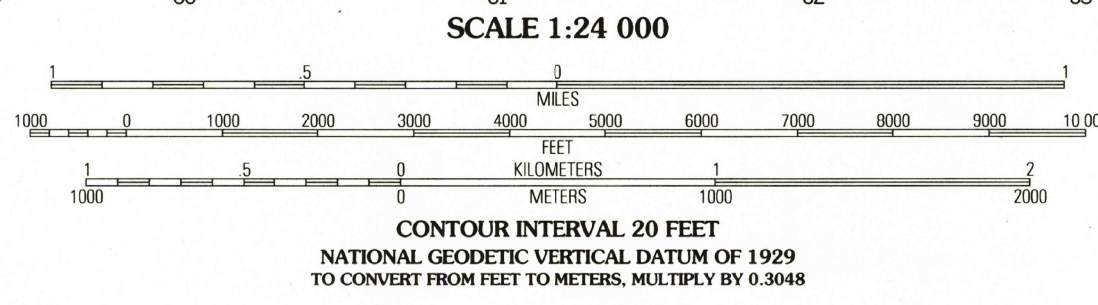 SCALE 1:24 000
1 .5 0 1
MILES
1000 0 1000 2000 3000 4000 5000 6000 7000 8000 9000 10 00
FEET
1 .5 0 KILOMETERS 1 2
1000 0 METERS 1000 2000
CONTOUR INTERVAL 20 FEET
NATIONAL GEODETIC VERTICAL DATUM OF 1929
TO CONVERT FROM FEET TO METERS, MULTIPLY BY 0.3048